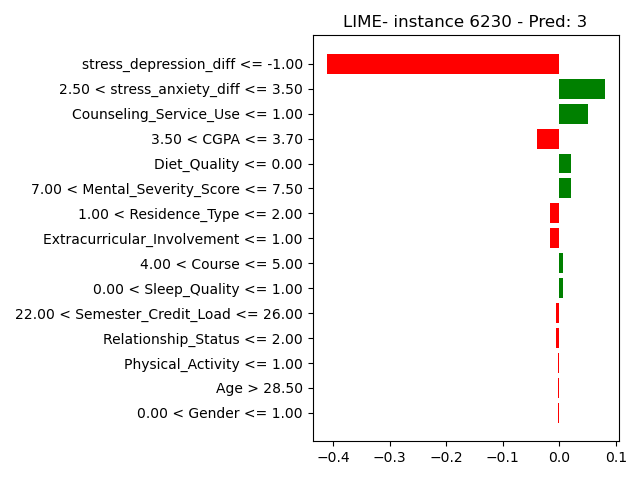 LIME- instance 6230 - Pred: 3
stress_depression_diff <= -1.00
2.50 < stress_anxiety_diff <= 3.50
Counseling_Service_Use <= 1.00
3.50 < CGPA <= 3.70
Diet_Quality <= 0.00
7.00 < Mental_Severity_Score <= 7.50
1.00 < Residence_Type <= 2.00
Extracurricular_Involvement <= 1.00
4.00 < Course <= 5.00
0.00 < Sleep_Quality <= 1.00
22.00 < Semester_Credit_Load <= 26.00
Relationship_Status <= 2.00
Physical_Activity <= 1.00
Age > 28.50
0.00 < Gender <= 1.00
−0.4 −0.3 −0.2 −0.1 0.0 0.1